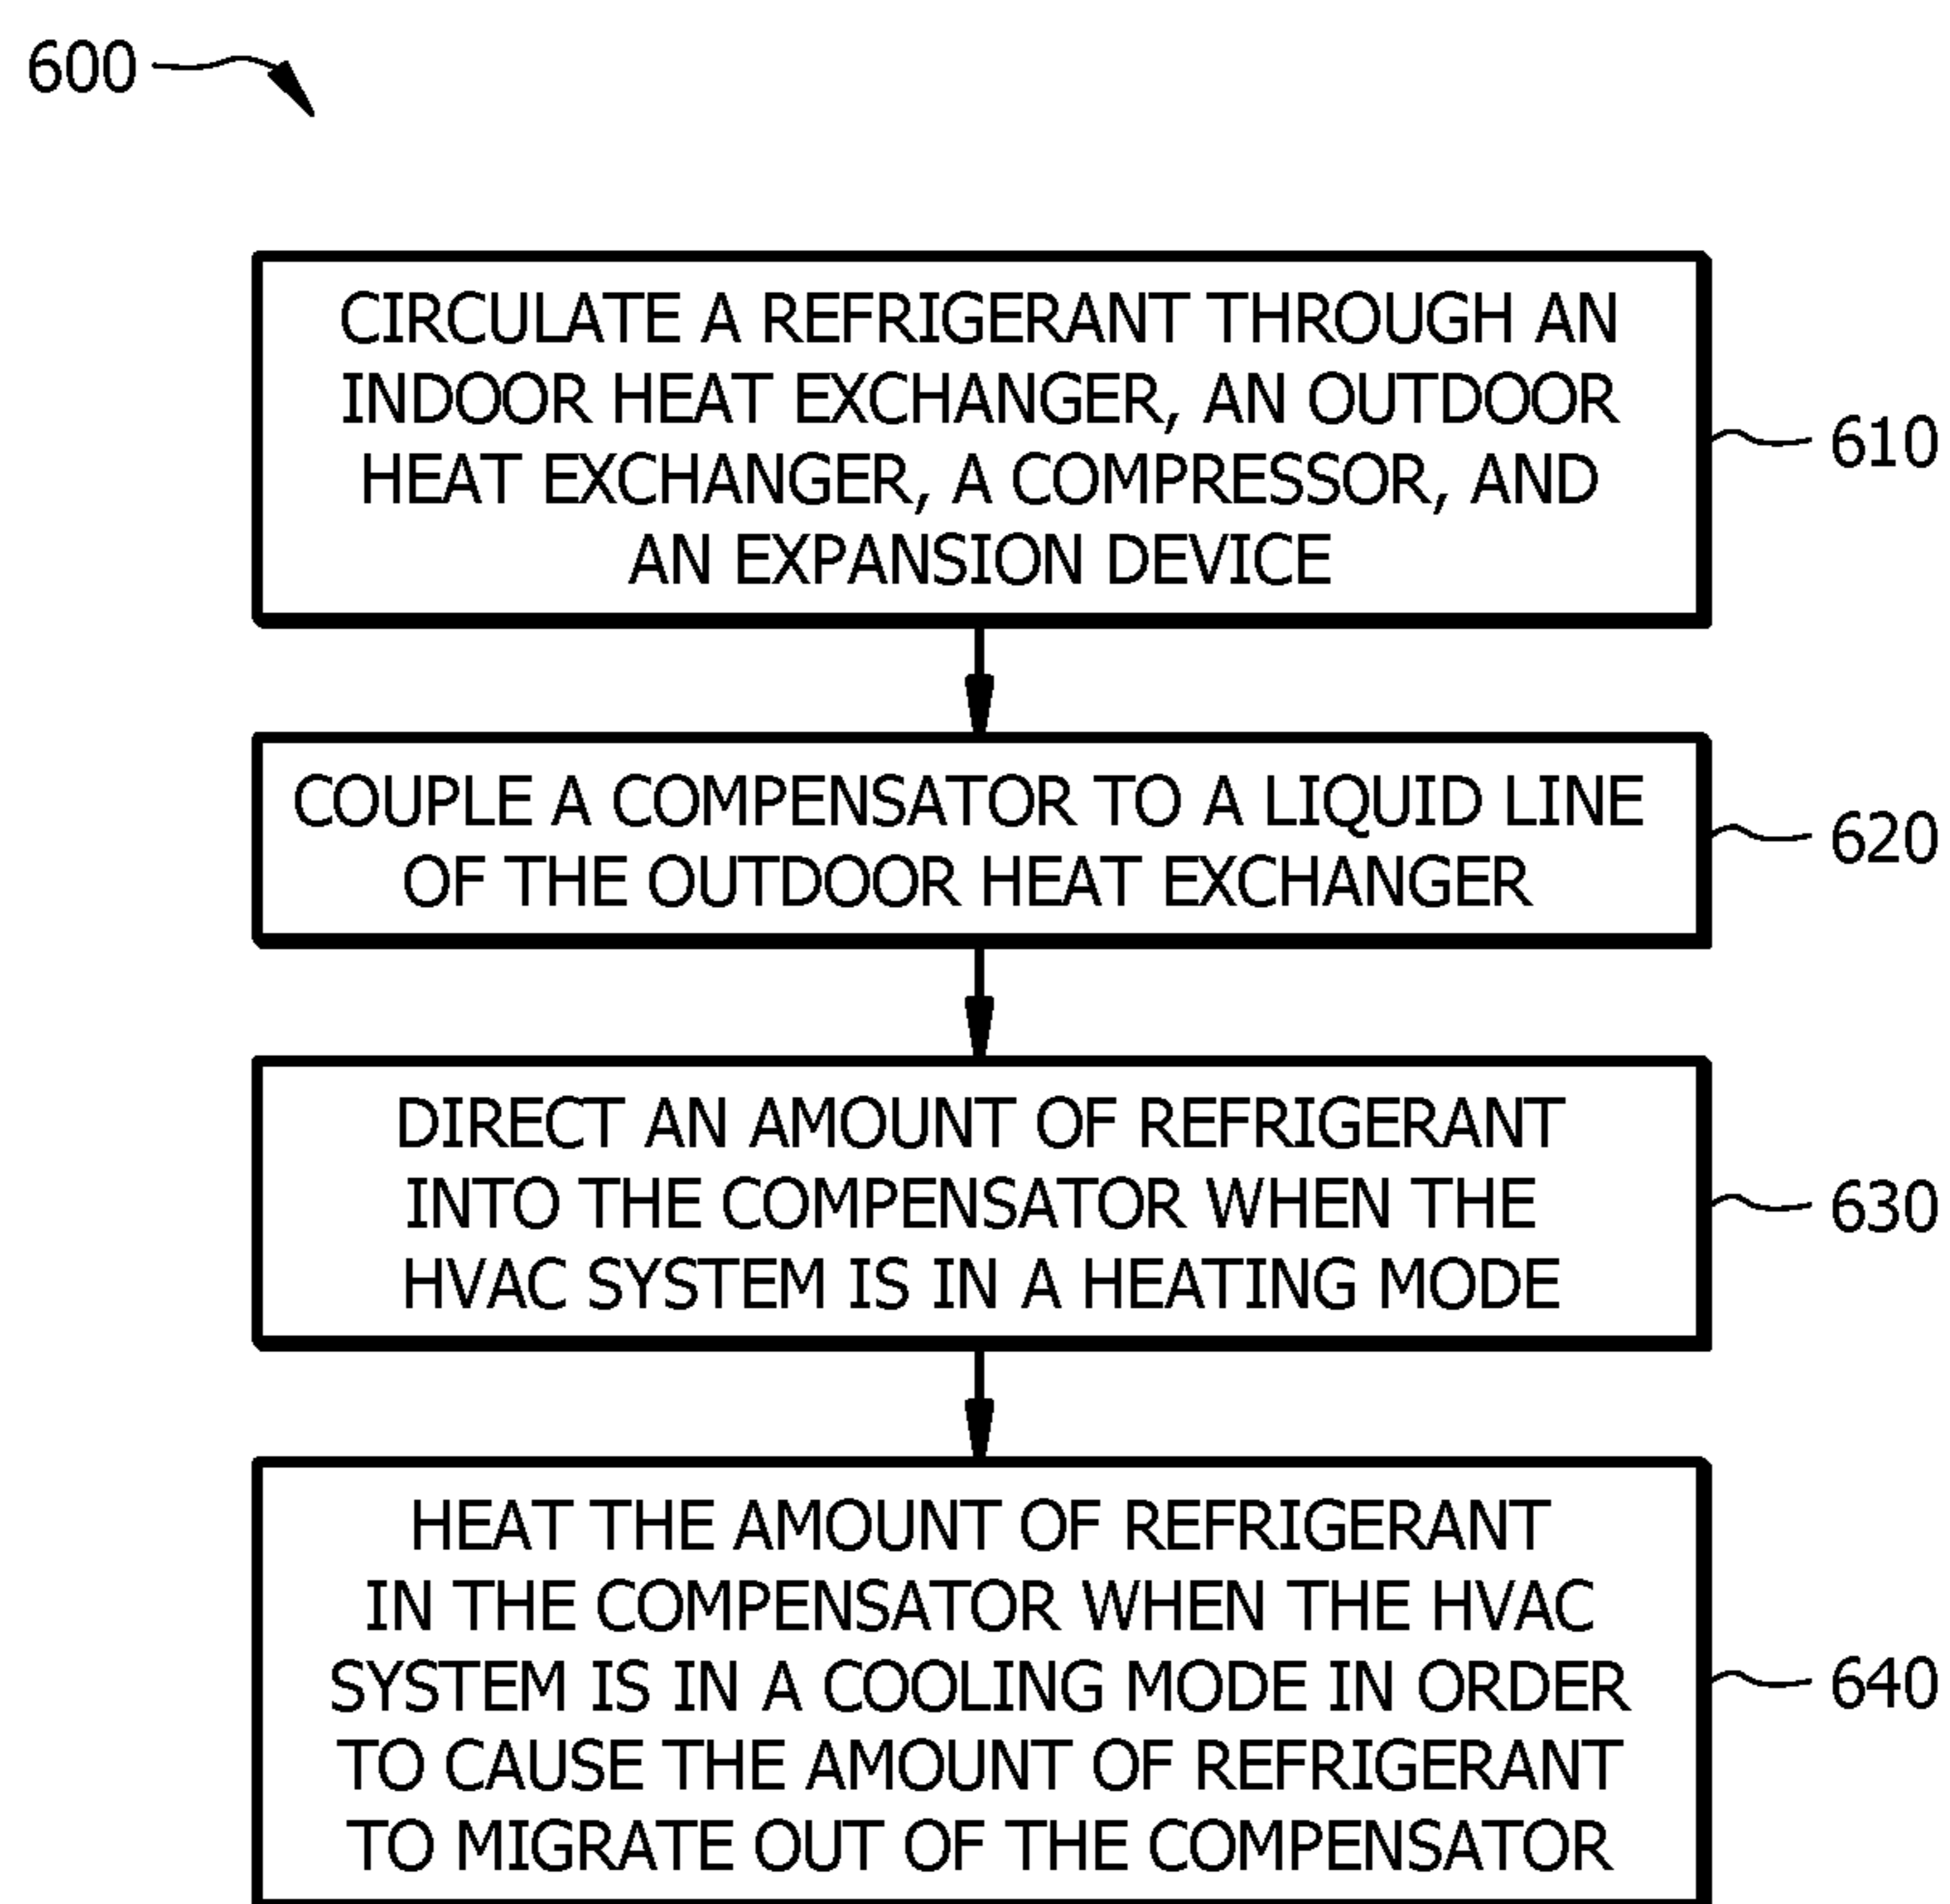 600
CIRCULATE A REFRIGERANT THROUGH AN
INDOOR HEAT EXCHANGER, AN OUTDOOR
HEAT EXCHANGER, A COMPRESSOR, AND
AN EXPANSION DEVICE
610
COUPLE A COMPENSATOR TO A LIQUID LINE
OF THE OUTDOOR HEAT EXCHANGER
620
DIRECT AN AMOUNT OF REFRIGERANT
INTO THE COMPENSATOR WHEN THE
HVAC SYSTEM IS IN A HEATING MODE
630
HEAT THE AMOUNT OF REFRIGERANT
IN THE COMPENSATOR WHEN THE HVAC
SYSTEM IS IN A COOLING MODE IN ORDER
TO CAUSE THE AMOUNT OF REFRIGERANT
TO MIGRATE OUT OF THE COMPENSATOR
640